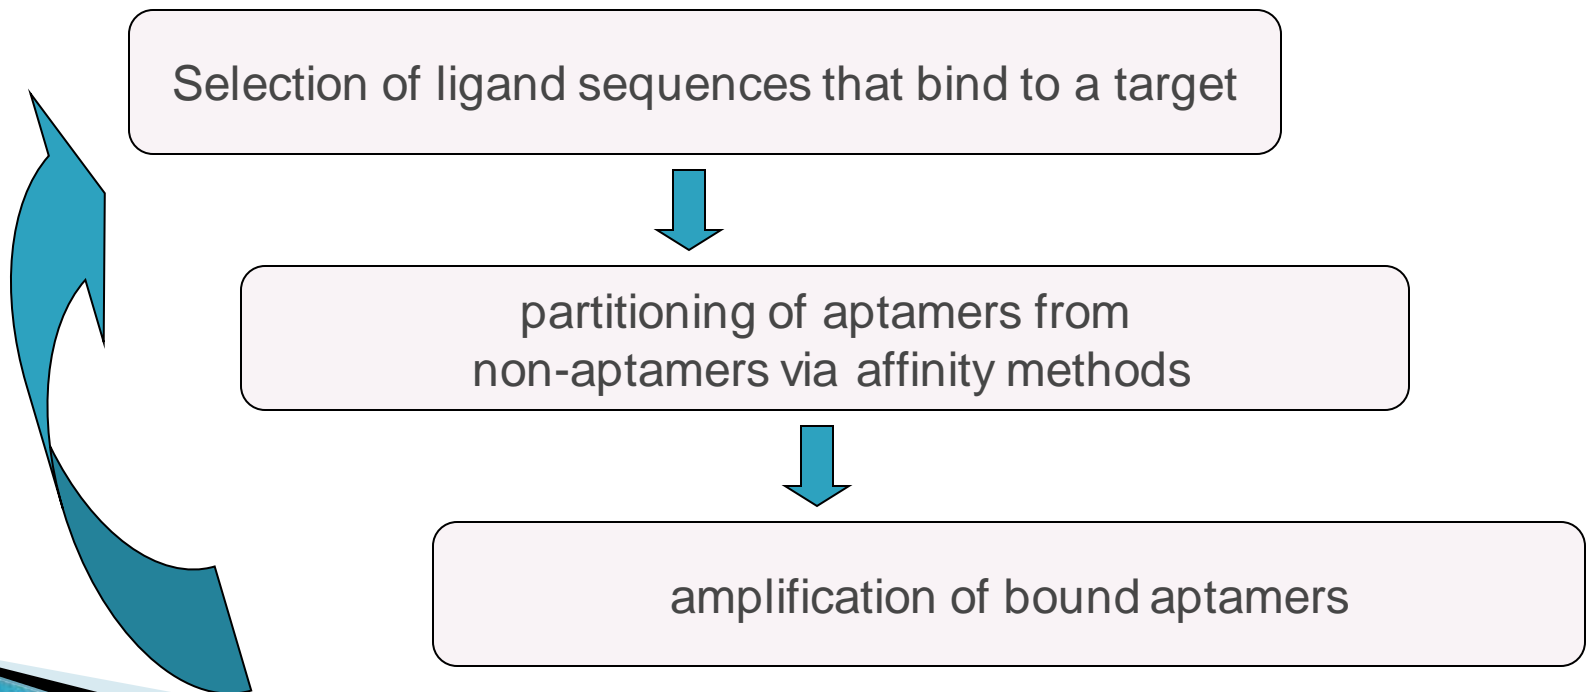 Selection of ligand sequences that bind to a target
partitioning of aptamers from
non-aptamers via affinity methods
amplification of bound aptamers